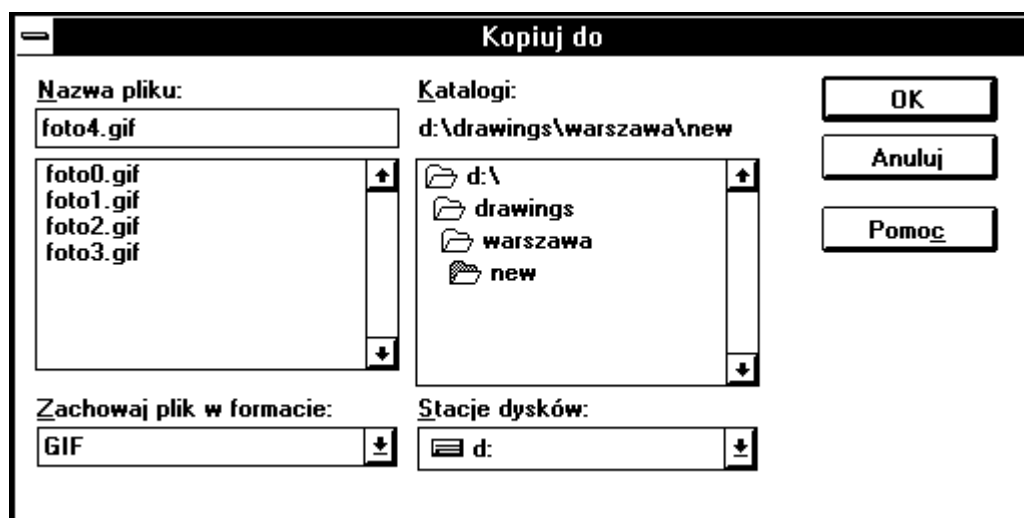 Kopiuj do
Nazwa pliku:
foto4.gif
foto0.gif
foto1.gif
foto2.gif
foto3.gif
Zachowaj plik w formacie:
GIF
Katalogi:
d:\drawings\warszawa\new
d:\
drawings
warszawa
new
Stacje dysków:
d:
OK
Anuluj
Pomoc